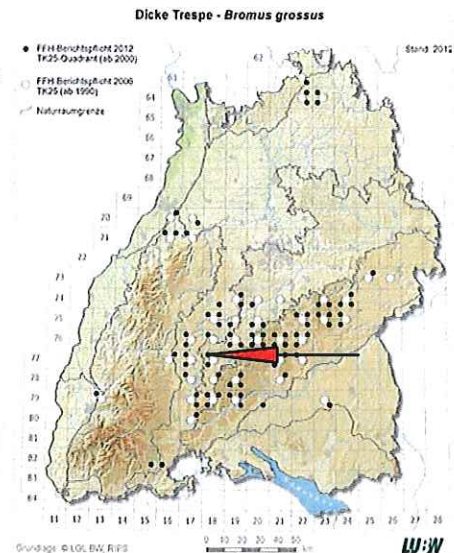 Dicke Trespe - Bromus grossus
FFH-Berichtspflicht 2012
TK25-Quadrant (ab 2000)
FFH-Berichtspflicht 2006
TK25 (ab 1990)
Naturraumgrenze
Stand: 2012
62
61
63
64
65
66
67
68
69
70
71
73
74
75
76
77
78
79
80
81
82
83
84
11 12 13 14 15 16 17 18 19 20 21 22 23 24 25 26 27 28
Grundlage: © LGL BW, RIPS
0 10 20 30 40 50
km
LUBW